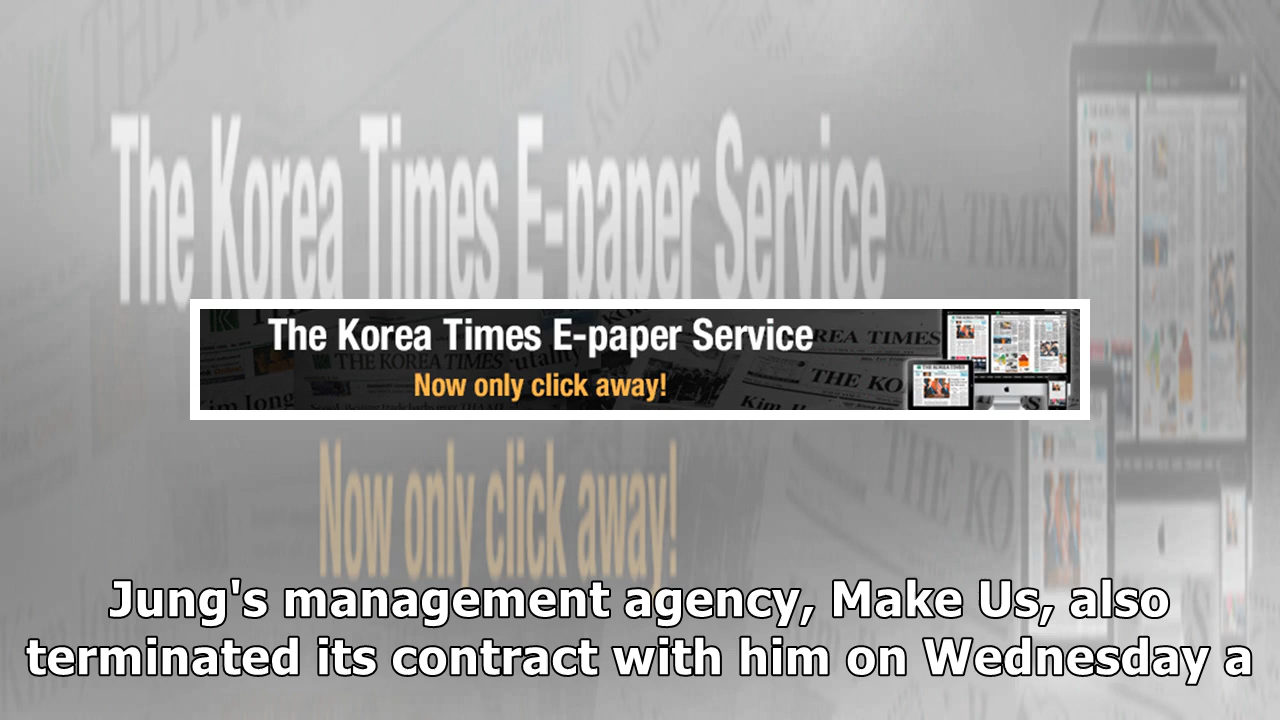 The Korea Times E-paper Service
The Korea Times E-paper Service
Now only click away!
Now only click away!
Jung's management agency, Make Us, also
terminated its contract with him on Wednesday a